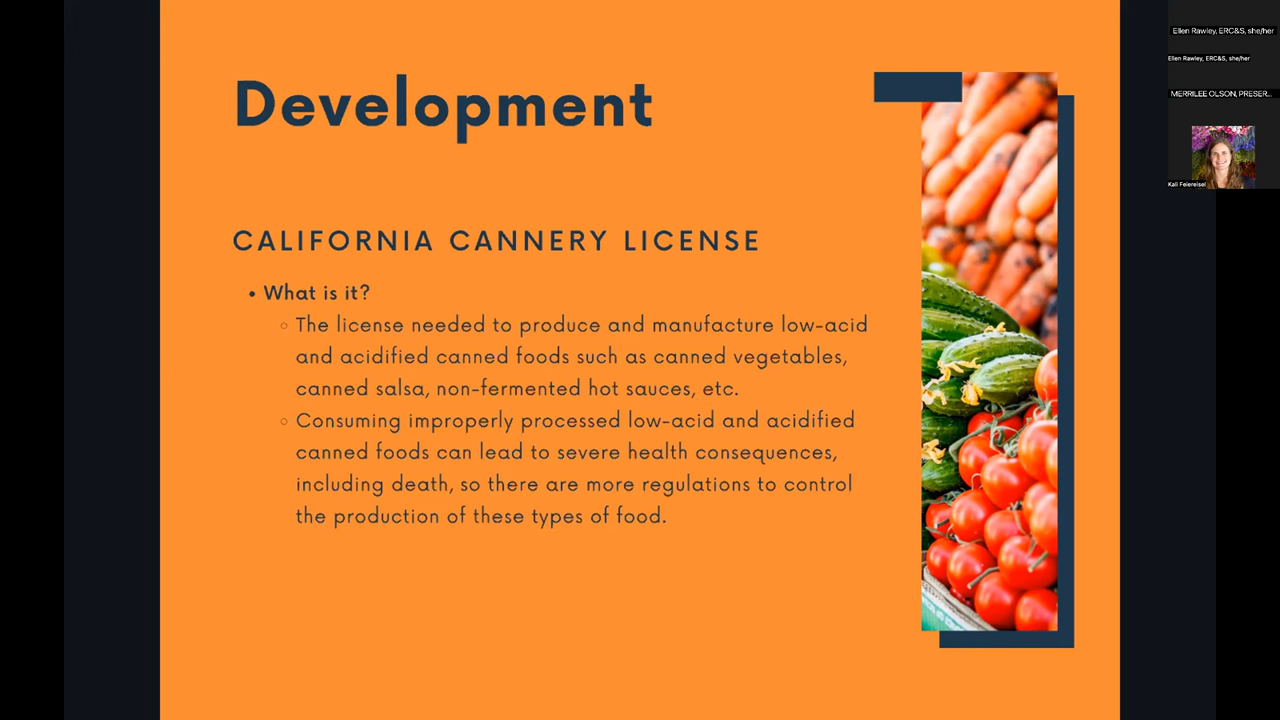 Development
CALIFORNIA CANNERY LICENSE
• What is it?
○ The license needed to produce and manufacture low-acid
and acidified canned foods such as canned vegetables,
canned salsa, non-fermented hot sauces, etc.
○ Consuming improperly processed low-acid and acidified
canned foods can lead to severe health consequences,
including death, so there are more regulations to control
the production of these types of food.
Ellen Rawley, ERC&S, she/her
Ellen Rawley, ERC&S, she/her
MERRILEE OLSON, PRESER...
Kali Feiereisel